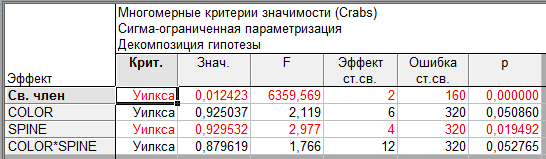 Многомерные критерии значимости (Crabs)
Сигма-ограниченная параметризация
Декомпозиция гипотезы
Эффект Крит. Знач. F Эффект ст.св. Ошибка ст.св. p
Св. член Уилкса 0,012423 6359,569 2 160 0,000000
COLOR Уилкса 0,925037 2,119 6 320 0,050860
SPINE Уилкса 0,929532 2,977 4 320 0,019492
COLOR*SPINE Уилкса 0,879619 1,766 12 320 0,052765